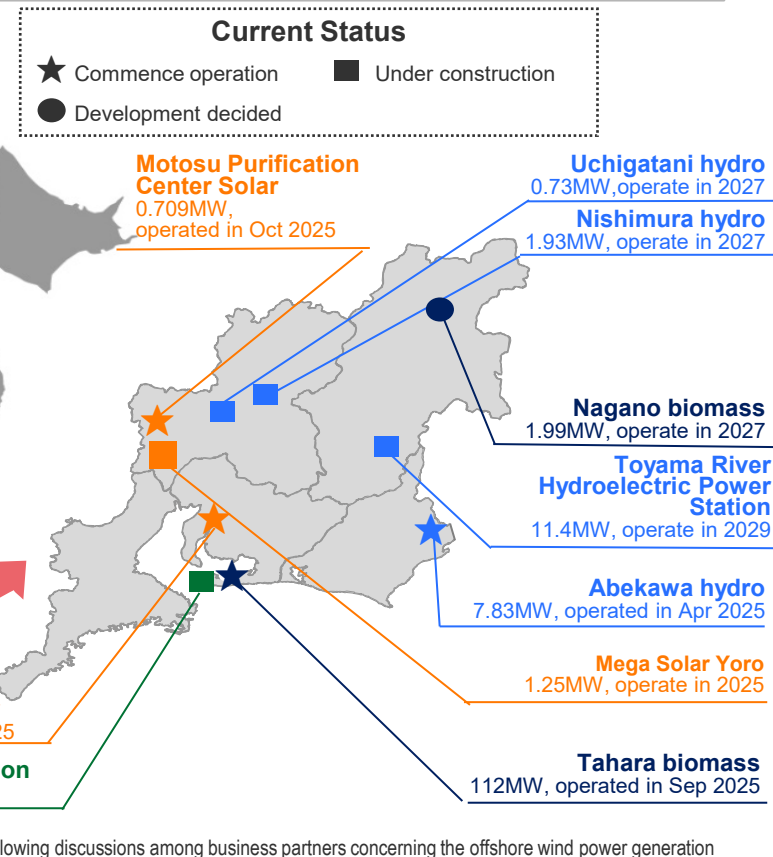 Current Status
Commence operation
Under construction
Development decided
Motosu Purification
Center Solar
0.709MW,
operated in Oct 2025
Uchigatani hydro
0.73MW,operate in 2027
Nishimura hydro
1.93MW, operate in 2027
Nagano biomass
1.99MW, operate in 2027
Toyama River
Hydroelectric Power
Station
11.4MW, operate in 2029
Abekawa hydro
7.83MW, operated in Apr 2025
Mega Solar Yoro
1.25MW, operate in 2025
25
on
Tahara biomass
112MW, operated in Sep 2025
lowing discussions among business partners concerning the offshore wind power generation